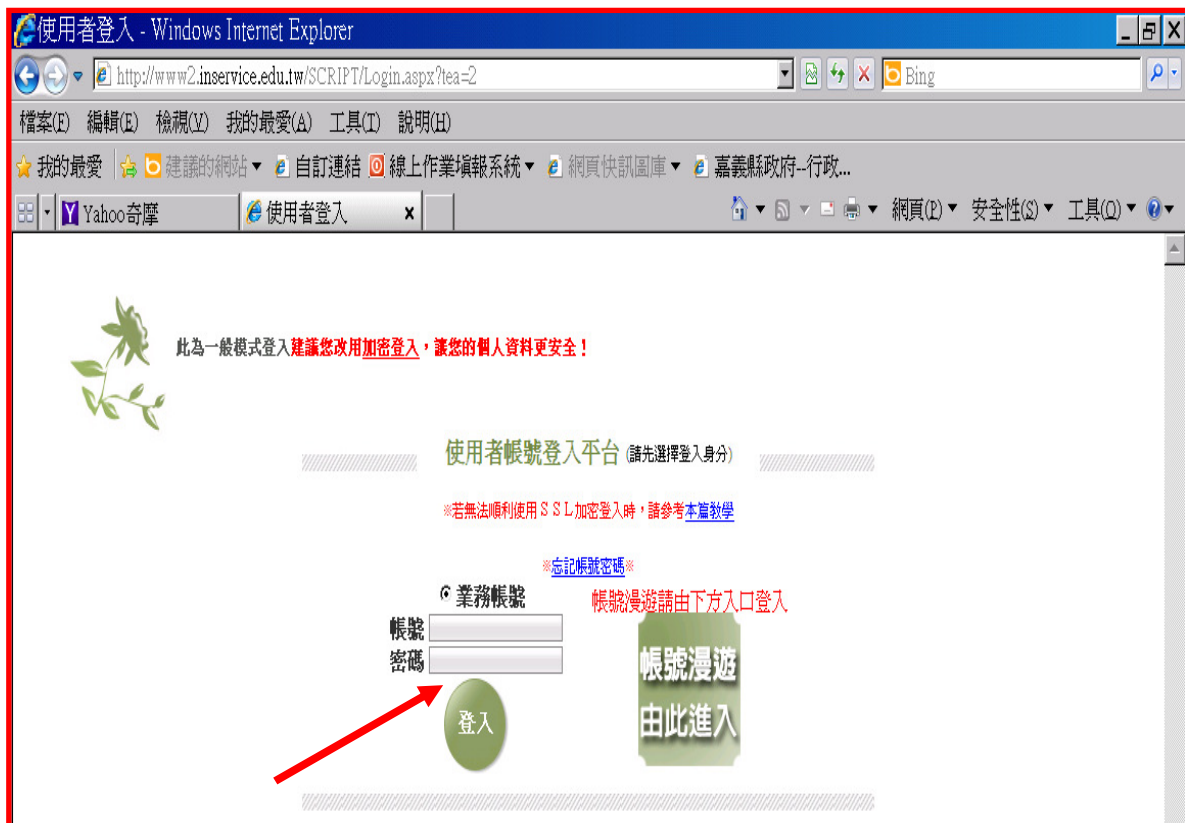 使用者登入 - Windows Internet Explorer
http://www2.inservice.edu.tw/SCRIPT/Login.aspx?tea=2 Bing
檔案(F) 編輯(E) 檢視(V) 我的最愛(A) 工具(T) 說明(H)
我的最愛 建議的網站 自訂連結 線上作業填報系統 網頁快訊圖庫 嘉義縣政府--行政...
Yahoo奇摩 使用者登入 x 網頁(P) 安全性(S) 工具(O)
此為一般模式登入建議您改用加密登入，讓您的個人資料更安全！
使用者帳號登入平台 (請先選擇登入身分)
※若無法順利使用ＳＳＬ加密登入時，請參考本篇教學
※忘記帳號密碼※
業務帳號 帳號漫遊請由下方入口登入
帳號
密碼
登入
帳號漫遊
由此進入